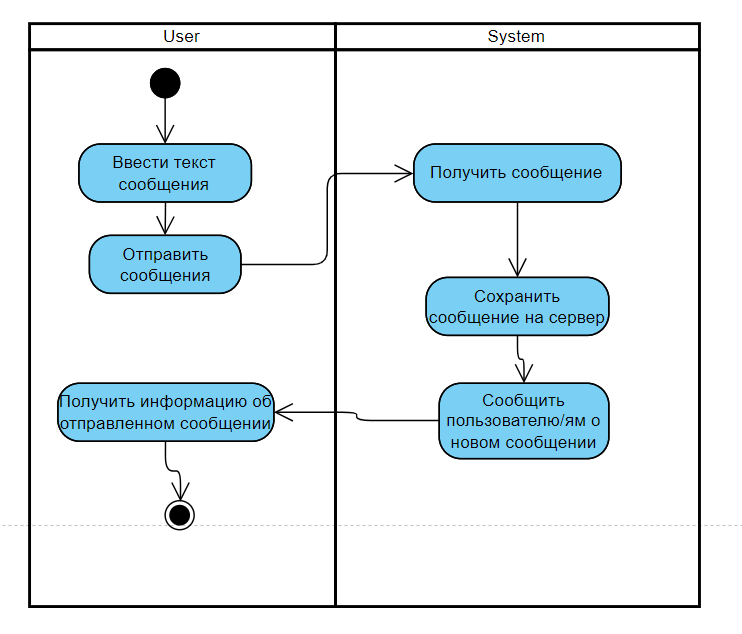 User
System
Ввести текст
сообщения
Отправить
сообщения
Получить сообщение
Сохранить
сообщение на сервер
Сообщить
пользователю/ям о
новом сообщении
Получить информацию об
отправленном сообщении